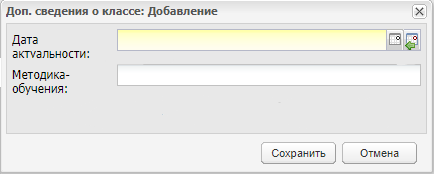 Доп. сведения о классе: Добавление
Дата
актуальности:
Методика-
обучения:
Сохранить
Отмена